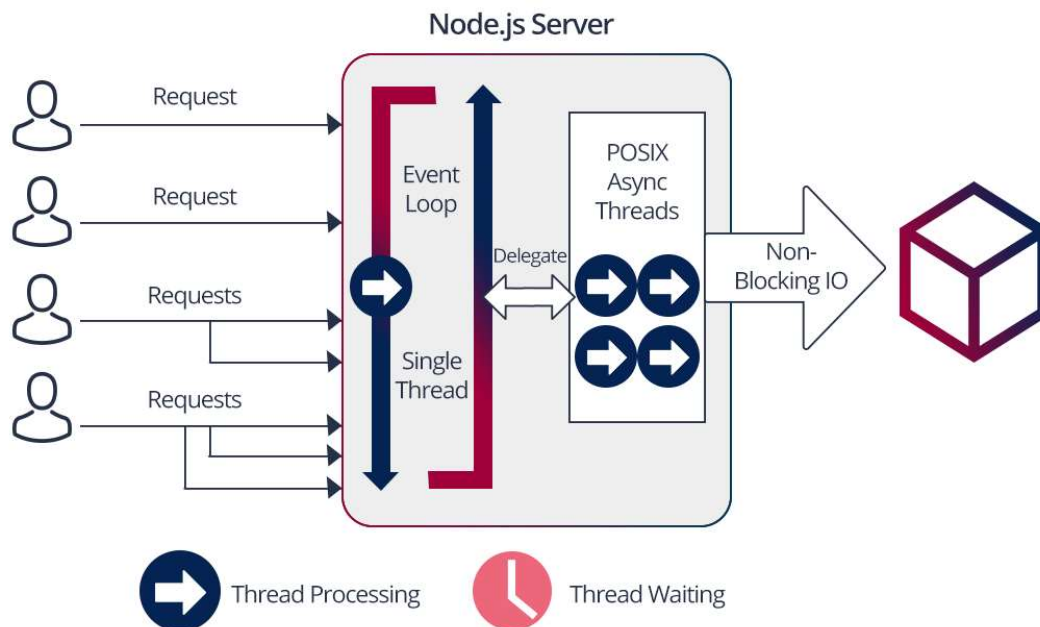 Node.js Server
Request
Request
Requests
Requests
Event
Loop
Single
Thread
Delegate
POSIX
Async
Threads
Non-
Blocking IO
Thread Processing
Thread Waiting